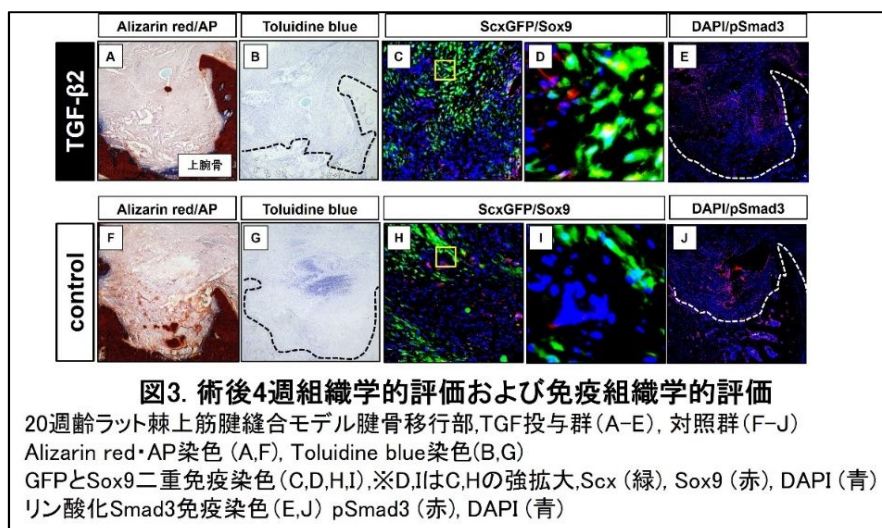 Alizarin red/AP
Toluidine blue
ScxGFP/Sox9
DAPI/pSmad3
TGF-β2
A
B
C
D
E
上腕骨
Alizarin red/AP
Toluidine blue
ScxGFP/Sox9
DAPI/pSmad3
control
F
G
H
I
J
図3. 術後4週組織学的評価および免疫組織学的評価
20週齢ラット棘上筋腱縫合モデル腱骨移行部,TGF投与群(A-E), 対照群(F-J)
Alizarin red・AP染色 (A,F), Toluidine blue染色(B,G)
GFPとSox9二重免疫染色(C,D,H,I),※D,IはC,Hの強拡大,Scx (緑), Sox9 (赤), DAPI (青)
リン酸化Smad3免疫染色(E,J) pSmad3 (赤), DAPI (青)